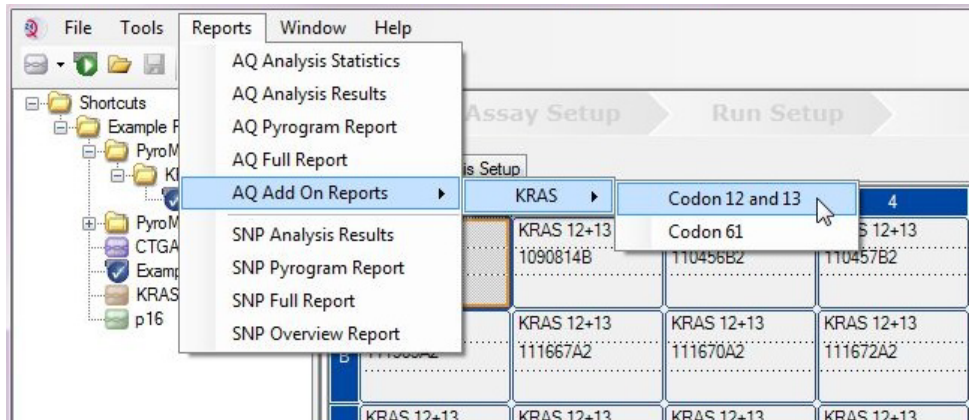 File Tools Reports Window Help
AQ Analysis Statistics
AQ Analysis Results
AQ Pyrogram Report
AQ Full Report
AQ Add On Reports
SNP Analysis Results
SNP Pyrogram Report
SNP Full Report
SNP Overview Report
KRAS
Codon 12 and 13
Codon 61
Shortcuts
Example
PyroM
PyroM
CTGA
Examp
KRAS
p16
Assay Setup Run Setup
is Setup
4
KRAS 12+13 S 12+13
1090814B 110456B2 110457B2
KRAS 12+13 KRAS 12+13 KRAS 12+13
B 111667A2 111670A2 111672A2
KRAS 12+13 KRAS 12+13 KRAS 12+13 KRAS 12+13